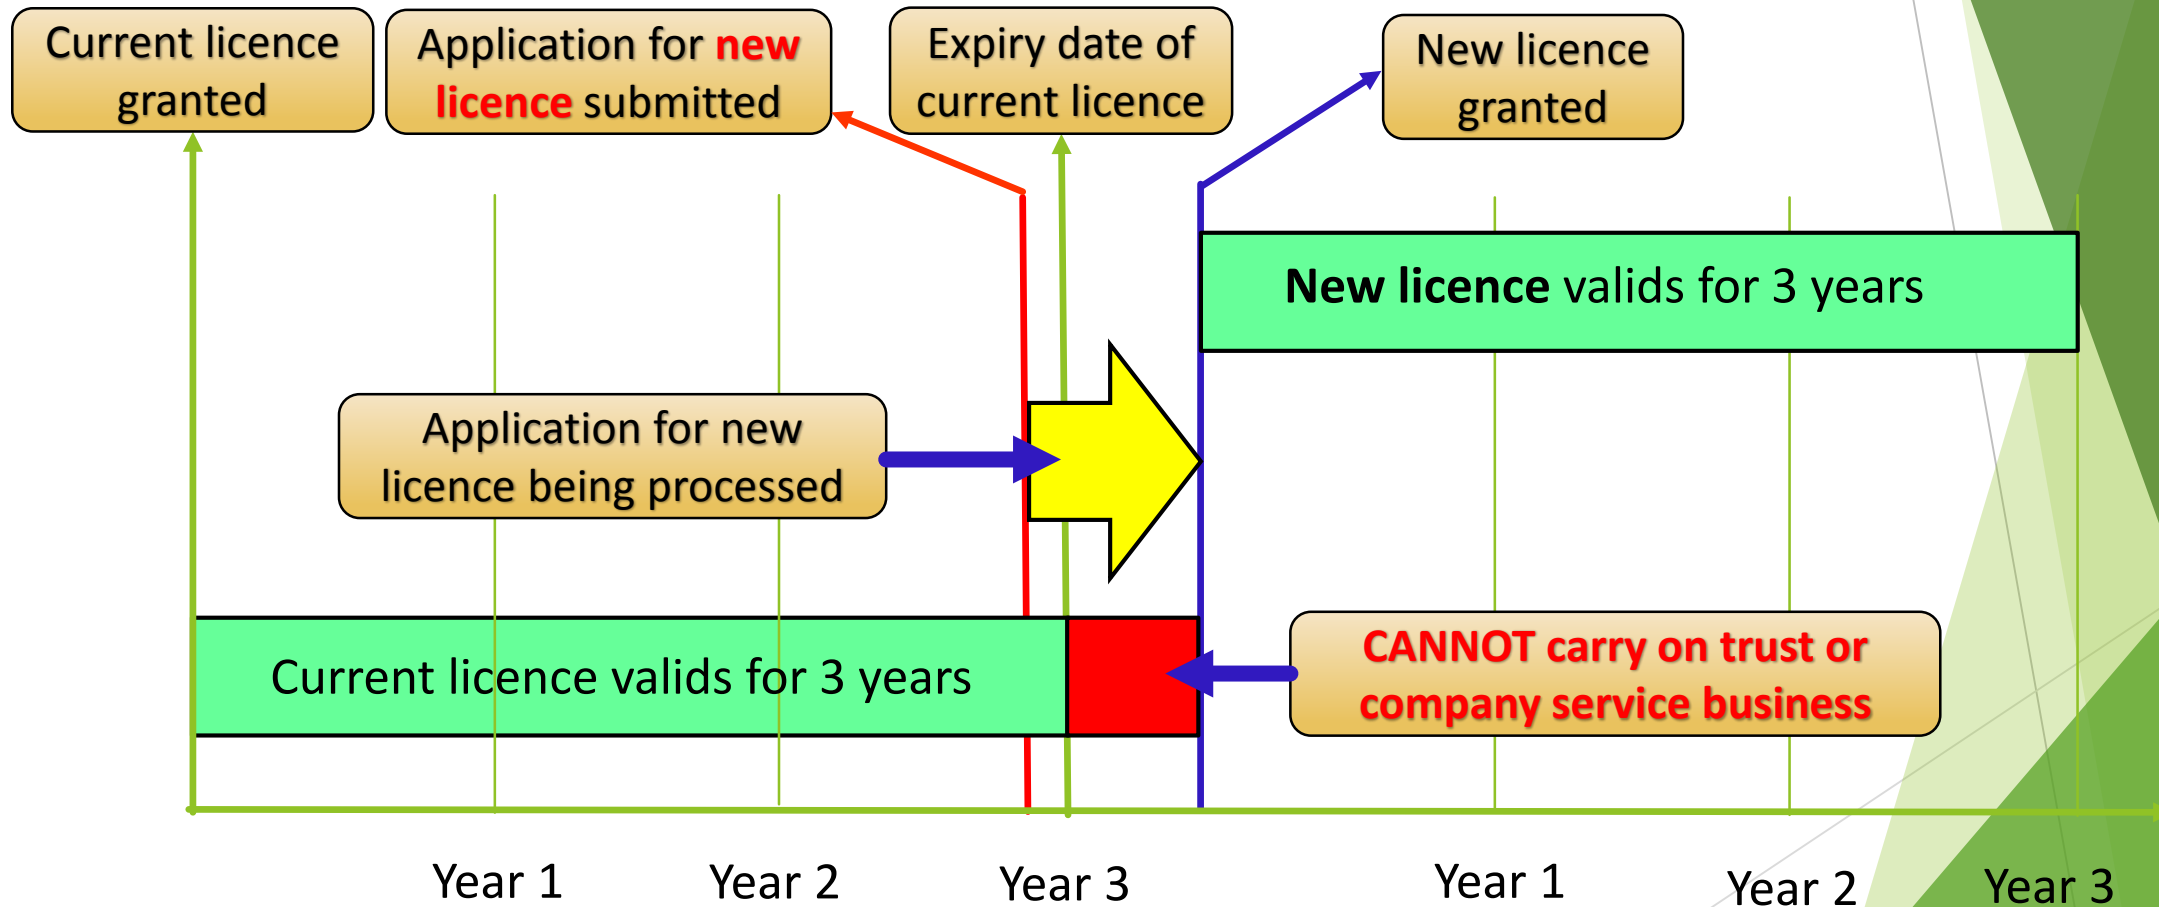 Current licence
granted
Application for new
licence submitted
Expiry date of
current licence
New licence
granted
New licence valids for 3 years
Application for new
licence being processed
Current licence valids for 3 years
CANNOT carry on trust or
company service business
Year 1
Year 2
Year 3
Year 1
Year 2
Year 3